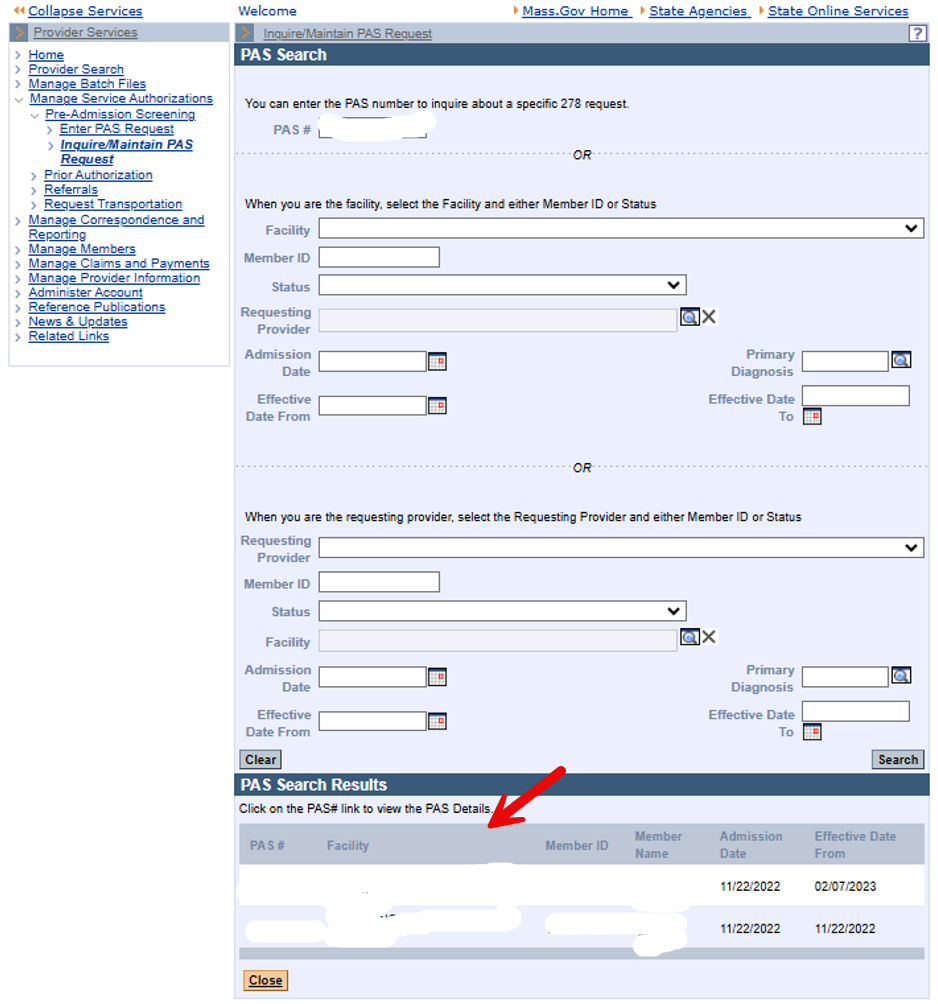 Collapse Services
Welcome
Mass.Gov Home
State Agencies
State Online Services
Provider Services
Home
Provider Search
Manage Batch Files
Manage Service Authorizations
Pre-Admission Screening
Enter PAS Request
Inquire/Maintain PAS
Request
Prior Authorization
Referrals
Request Transportation
Manage Correspondence and
Reporting
Manage Members
Manage Claims and Payments
Manage Provider Information
Administer Account
Reference Publications
News & Updates
Related Links
Inquire/Maintain PAS Request
?
PAS Search
You can enter the PAS number to inquire about a specific 278 request.
PAS #
OR
When you are the facility, select the Facility and either Member ID or Status
Facility
Member ID
Status
Requesting
Provider
Admission
Date
Primary
Diagnosis
Effective
Date From
Effective Date
To
OR
When you are the requesting provider, select the Requesting Provider and either Member ID or Status
Requesting
Provider
Member ID
Status
Facility
Admission
Date
Primary
Diagnosis
Effective
Date From
Effective Date
To
Clear
Search
PAS Search Results
Click on the PAS# link to view the PAS Details.
PAS # Facility Member ID Member Name Admission Date Effective Date From
11/22/2022 02/07/2023
11/22/2022 11/22/2022
Close